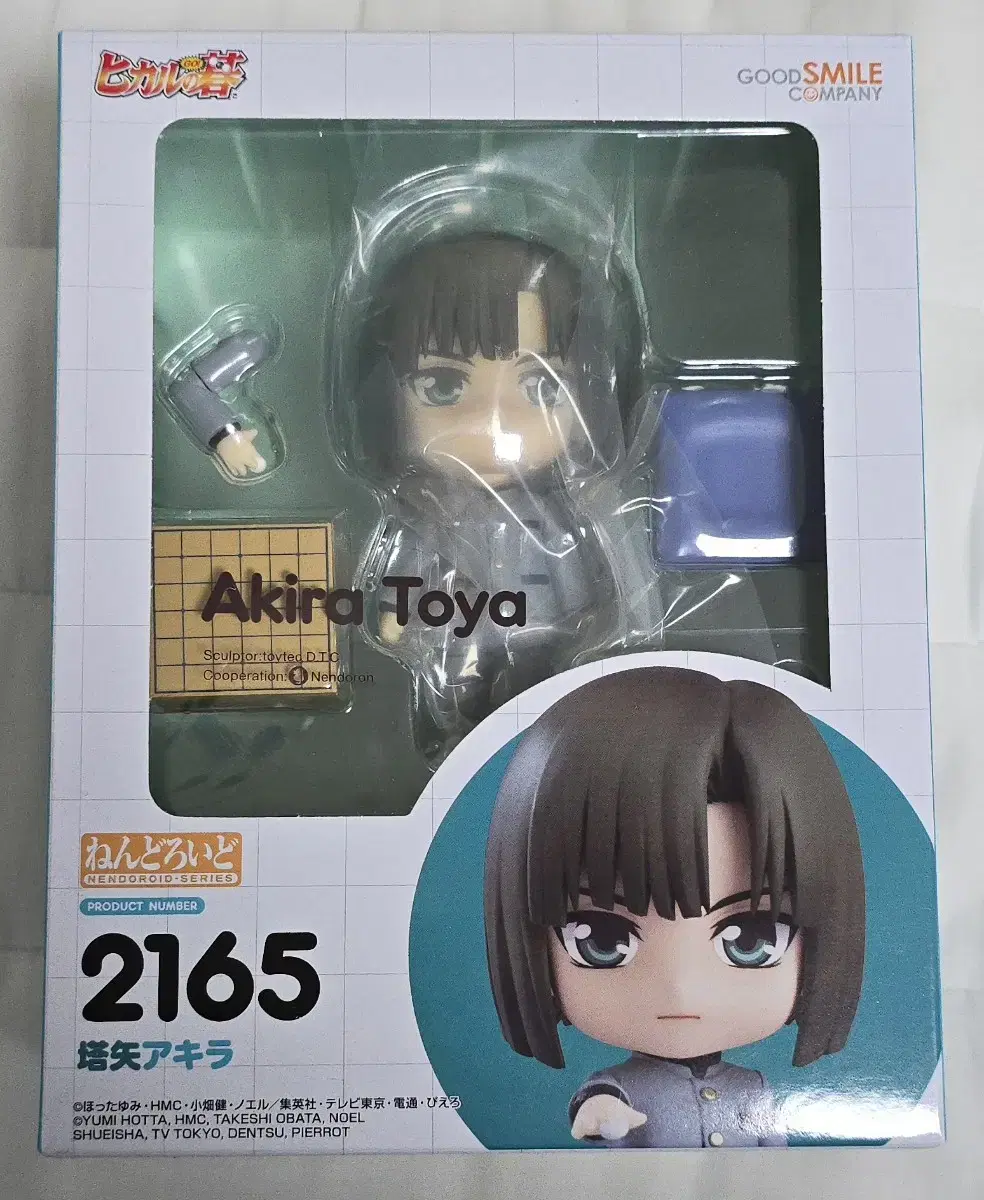 ヒカルの碁
GO!
GOOD SMILE
COMPANY
Akira Toya
Sculptor:toytec D.T.C
Cooperation: Nendoron
ねんどろいど
NENDOROID-SERIES
PRODUCT NUMBER
2165
塔矢アキラ
©ほったゆみ・HMC・小畑健・ノエル/集英社・テレビ東京・電通・ぴえろ
©YUMI HOTTA, HMC, TAKESHI OBATA, NOEL
SHUEISHA, TV TOKYO, DENTSU, PIERROT